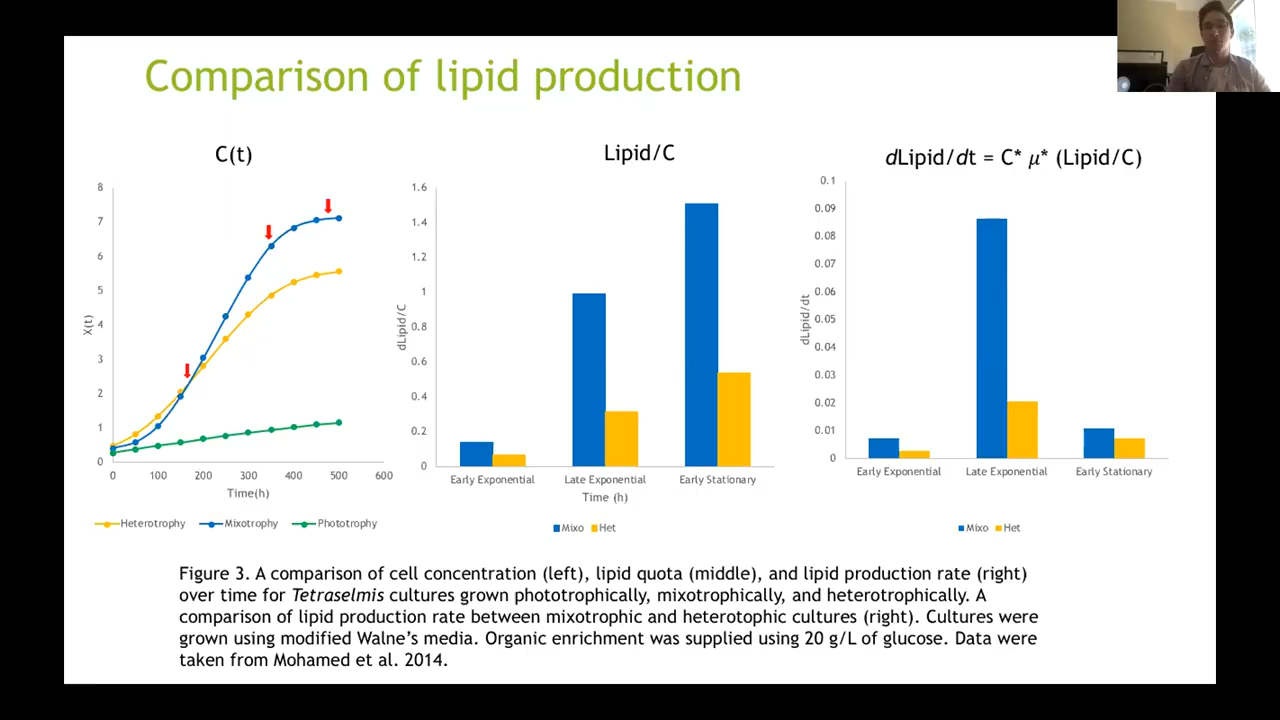 Comparison of lipid production
C(t)
8
7
6
5
4
3
2
1
0
X(t)
0 100 200 300 400 500 600
Time(h)
Heterotrophy Mixotrophy Phototrophy
Lipid/C
1.6
1.4
1.2
1
0.8
0.6
0.4
0.2
0
dLipid/C
Early Exponential Late Exponential Early Stationary
Time (h)
Mixo Het
dLipid/dt = C* μ* (Lipid/C)
0.1
0.09
0.08
0.07
0.06
0.05
0.04
0.03
0.02
0.01
0
dLipid/dt
Early Exponential Late Exponential Early Stationary
Mixo Het
Figure 3. A comparison of cell concentration (left), lipid quota (middle), and lipid production rate (right)
over time for Tetraselmis cultures grown phototrophically, mixotrophically, and heterotrophically. A
comparison of lipid production rate between mixotrophic and heterotophic cultures (right). Cultures were
grown using modified Walne's media. Organic enrichment was supplied using 20 g/L of glucose. Data were
taken from Mohamed et al. 2014.